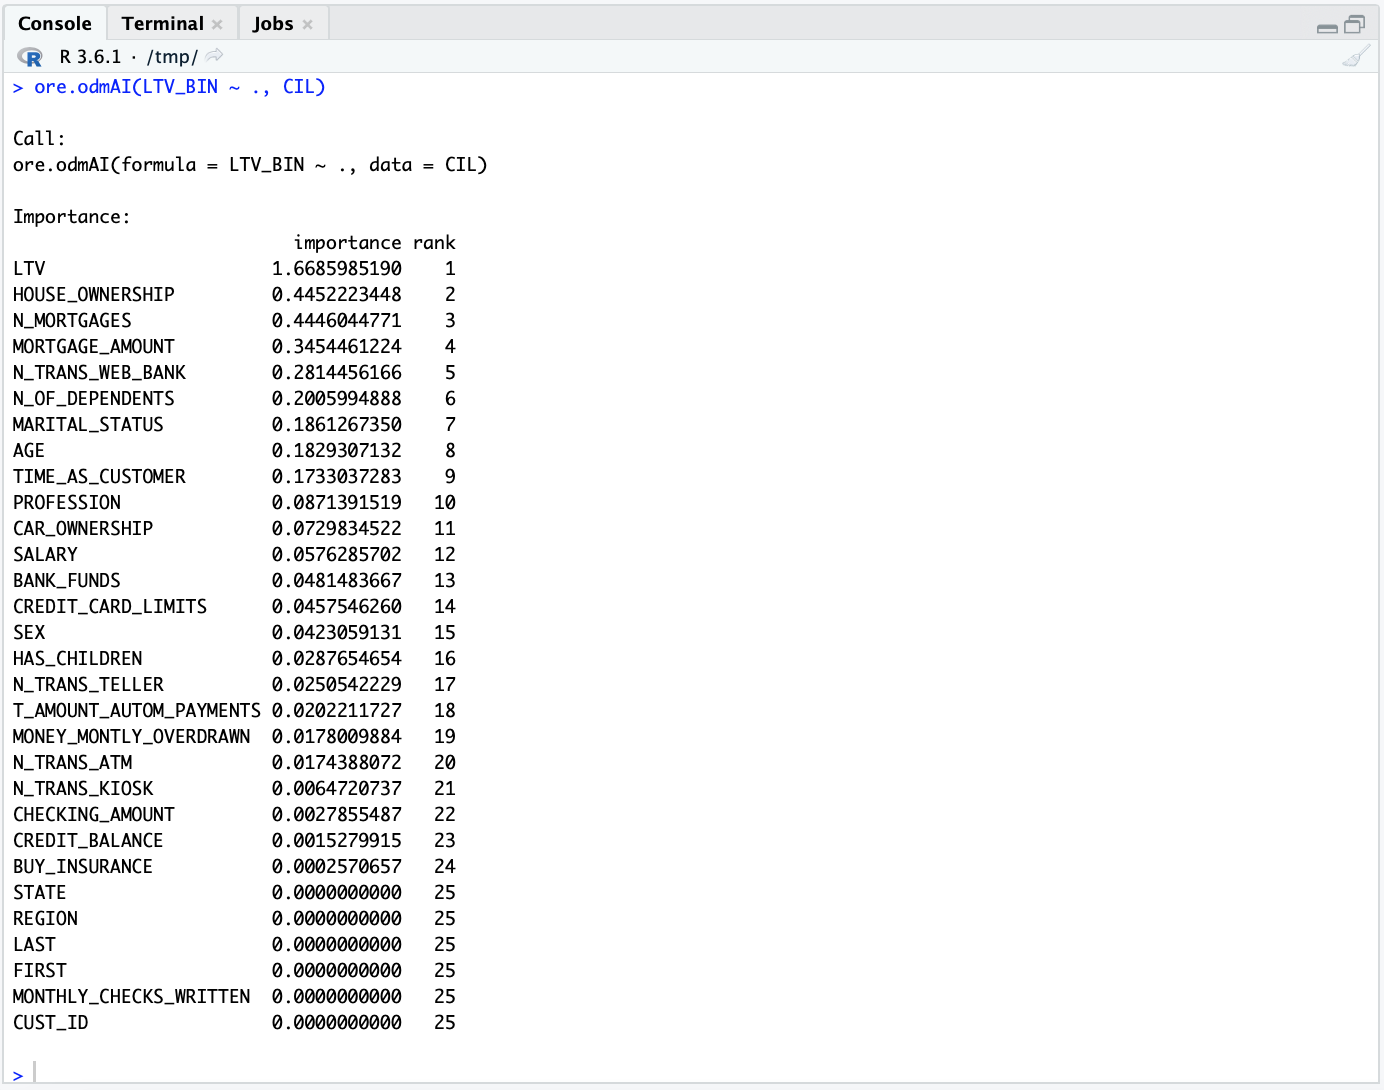 Console Terminal × Jobs ×
R R 3.6.1 · /tmp/
> ore.odmAI(LTV_BIN ~ ., CIL)
Call:
ore.odmAI(formula = LTV_BIN ~ ., data = CIL)
Importance:
importance rank
LTV 1.6685985190 1
HOUSE_OWNERSHIP 0.4452223448 2
N_MORTGAGES 0.4446044771 3
MORTGAGE_AMOUNT 0.3454461224 4
N_TRANS_WEB_BANK 0.2814456166 5
N_OF_DEPENDENTS 0.2005994888 6
MARITAL_STATUS 0.1861267350 7
AGE 0.1829307132 8
TIME_AS_CUSTOMER 0.1733037283 9
PROFESSION 0.0871391519 10
CAR_OWNERSHIP 0.0729834522 11
SALARY 0.0576285702 12
BANK_FUNDS 0.0481483667 13
CREDIT_CARD_LIMITS 0.0457546260 14
SEX 0.0423059131 15
HAS_CHILDREN 0.0287654654 16
N_TRANS_TELLER 0.0250542229 17
T_AMOUNT_AUTOM_PAYMENTS 0.0202211727 18
MONEY_MONTLY_OVERDRAWN 0.0178009884 19
N_TRANS_ATM 0.0174388072 20
N_TRANS_KIOSK 0.0064720737 21
CHECKING_AMOUNT 0.0027855487 22
CREDIT_BALANCE 0.0015279915 23
BUY_INSURANCE 0.0002570657 24
STATE 0.0000000000 25
REGION 0.0000000000 25
LAST 0.0000000000 25
FIRST 0.0000000000 25
MONTHLY_CHECKS_WRITTEN 0.0000000000 25
CUST_ID 0.0000000000 25
>